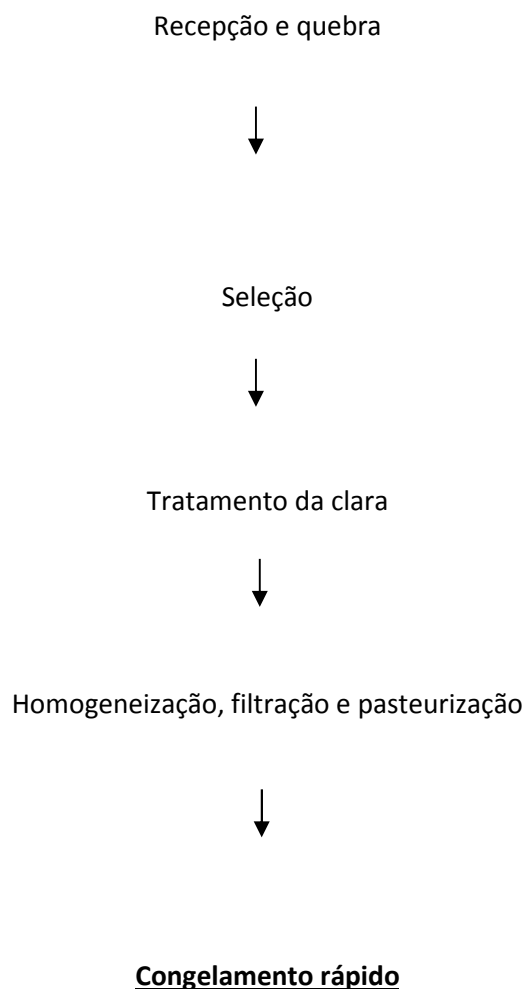 Recepção e quebra
Seleção
Tratamento da clara
Homogeneização, filtração e pasteurização
Congelamento rápido